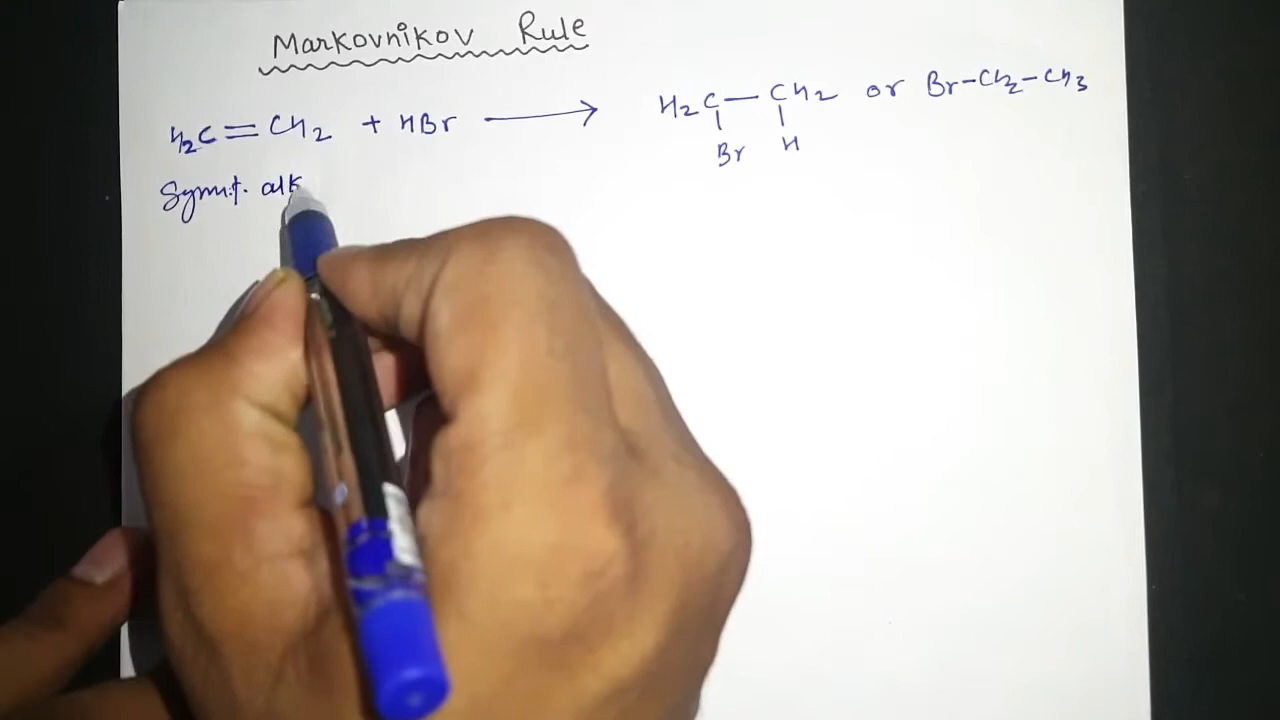 Markovnikov Rule
H₂C=CH₂ + HBr ⟶ H₂C—CH₂ or Br-CH₂-CH₃
Br H
Symt. alk